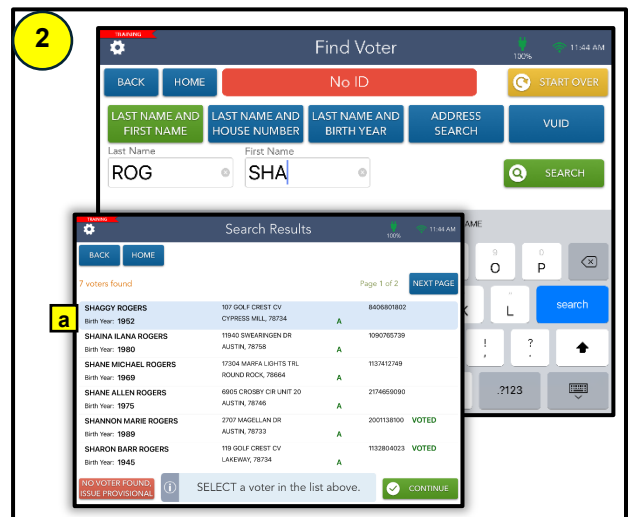 2
TRAINING
Find Voter
100%
11:44 AM
BACK
HOME
No ID
START OVER
LAST NAME AND FIRST NAME
LAST NAME AND HOUSE NUMBER
LAST NAME AND BIRTH YEAR
ADDRESS SEARCH
VUID
Last Name
First Name
ROG
SHA
SEARCH
9
O
0
P
L
search
!
,
?
.
.?123
TRAINING
Search Results
100%
11:44 AM
BACK
HOME
7 voters found
Page 1 of 2
NEXT PAGE
a
SHAGGY ROGERS 107 GOLF CREST CV 8406801802
Birth Year: 1952 CYPRESS MILL, 78734 A
SHAINA ILANA ROGERS 11940 SWEARINGEN DR 1090765739
Birth Year: 1980 AUSTIN, 78758 A
SHANE MICHAEL ROGERS 17304 MARFA LIGHTS TRL 1137412749
Birth Year: 1969 ROUND ROCK, 78664 A
SHANE ALLEN ROGERS 6905 CROSBY CIR UNIT 20 2174659090
Birth Year: 1975 AUSTIN, 78746 A
SHANNON MARIE ROGERS 2707 MAGELLAN DR 2001138100 VOTED
Birth Year: 1989 AUSTIN, 78733 A
SHARON BARR ROGERS 119 GOLF CREST CV 1132804023 VOTED
Birth Year: 1945 LAKEWAY, 78734 A
NO VOTER FOUND,
ISSUE PROVISIONAL
SELECT a voter in the list above.
CONTINUE